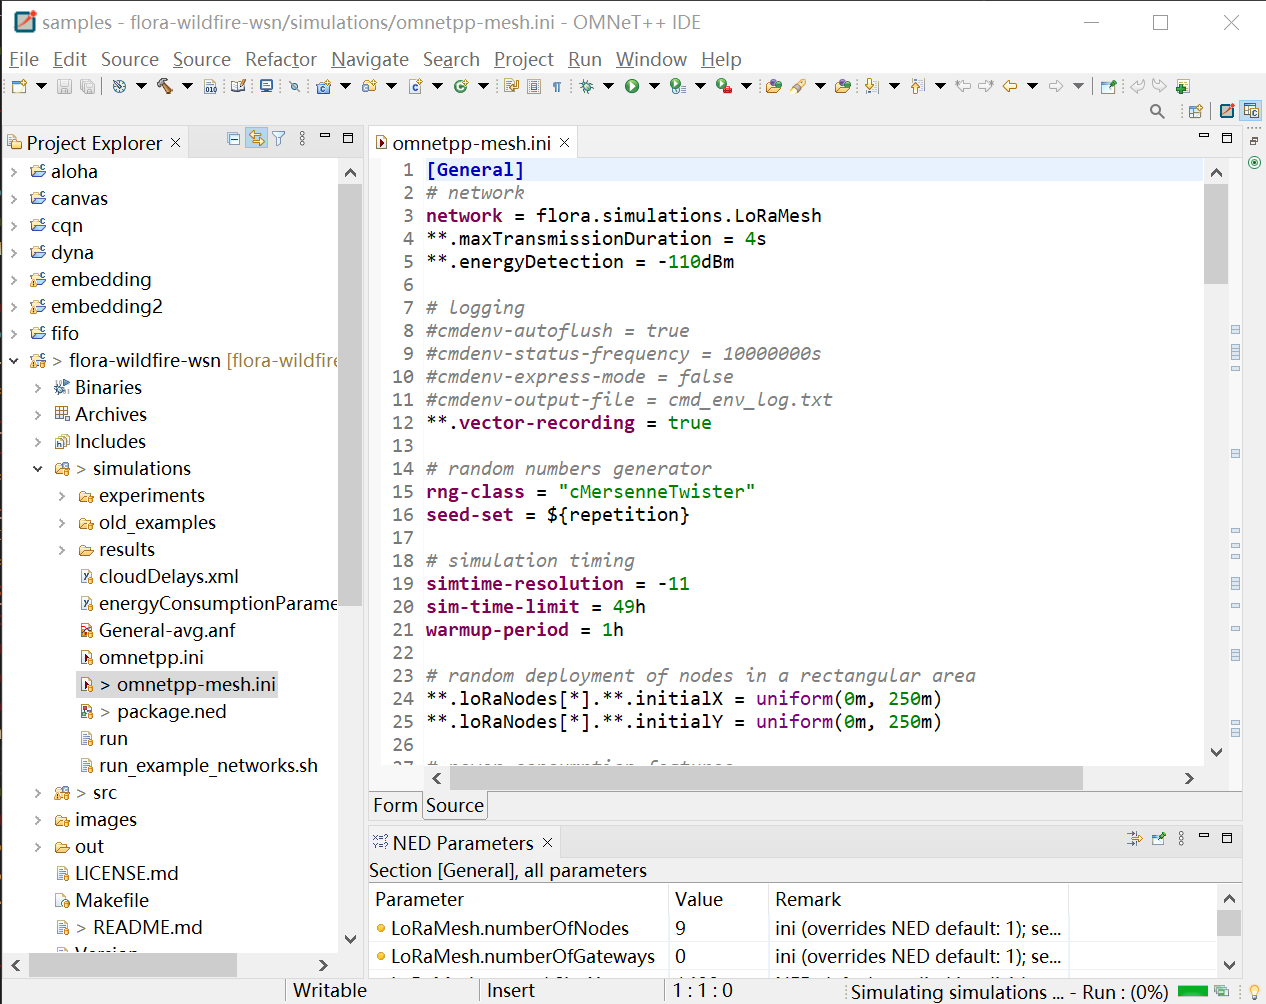 samples - flora-wildfire-wsn/simulations/omnetpp-mesh.ini - OMNeT++ IDE
File Edit Source Source Refactor Navigate Search Project Run Window Help
Project Explorer
aloha
canvas
cqn
dyna
embedding
embedding2
fifo
> flora-wildfire-wsn [flora-wildfire
Binaries
Archives
Includes
> simulations
experiments
old_examples
results
cloudDelays.xml
energyConsumptionParame
General-avg.anf
omnetpp.ini
> omnetpp-mesh.ini
> package.ned
run
run_example_networks.sh
> src
images
out
LICENSE.md
Makefile
> README.md
Version
omnetpp-mesh.ini
1 [General]
2 # network
3 network = flora.simulations.LoRaMesh
4 **.maxTransmissionDuration = 4s
5 **.energyDetection = -110dBm
6
7 # logging
8 #cmdenv-autoflush = true
9 #cmdenv-status-frequency = 10000000s
10 #cmdenv-express-mode = false
11 #cmdenv-output-file = cmd_env_log.txt
12 **.vector-recording = true
13
14 # random numbers generator
15 rng-class = "cMersenneTwister"
16 seed-set = ${repetition}
17
18 # simulation timing
19 simtime-resolution = -11
20 sim-time-limit = 49h
21 warmup-period = 1h
22
23 # random deployment of nodes in a rectangular area
24 **.loRaNodes[*].**.initialX = uniform(0m, 250m)
25 **.loRaNodes[*].**.initialY = uniform(0m, 250m)
26
27 # power consumption features
Form Source
NED Parameters
Section [General], all parameters
Parameter Value Remark
LoRaMesh.numberOfNodes 9 ini (overrides NED default: 1); se...
LoRaMesh.numberOfGateways 0 ini (overrides NED default: 1); se...
Writable Insert 1 : 1 : 0 Simulating simulations ... - Run : (0%)